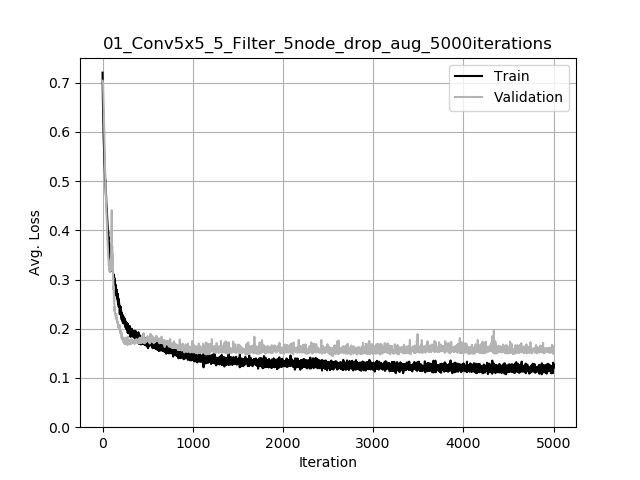 01_Conv5x5_5_Filter_5node_drop_aug_5000iterations
Train
Validation
Avg. Loss
0.7
0.6
0.5
0.4
0.3
0.2
0.1
0.0
0 1000 2000 3000 4000 5000
Iteration